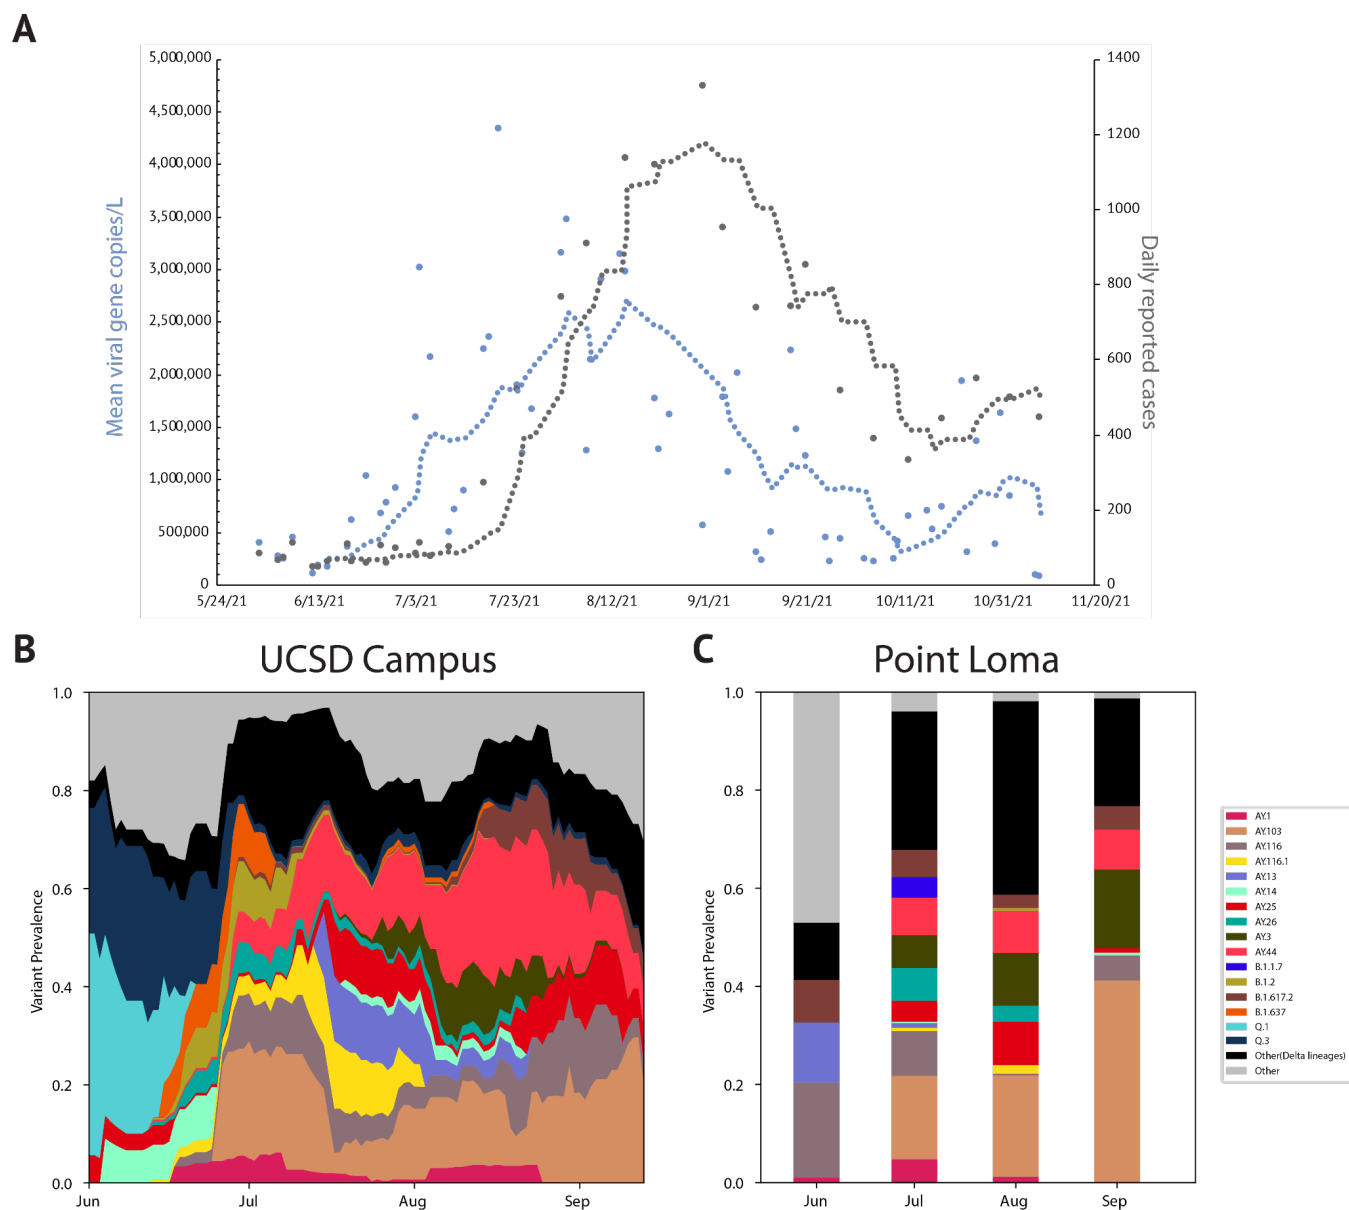 A
5,000,000
4,500,000
4,000,000
3,500,000
3,000,000
2,500,000
2,000,000
1,500,000
1,000,000
500,000
0
Mean viral gene copies/L
1400
1200
1000
800
600
400
200
0
Daily reported cases
5/24/21 6/13/21 7/3/21 7/23/21 8/12/21 9/1/21 9/21/21 10/11/21 10/31/21 11/20/21
B
UCSD Campus
1.0
0.8
0.6
0.4
0.2
0.0
Variant Prevalence
Jun Jul Aug Sep
C
Point Loma
1.0
0.8
0.6
0.4
0.2
0.0
Variant Prevalence
Jun Jul Aug Sep
AY.1
AY.103
AY.116
AY.116.1
AY.13
AY.14
AY.25
AY.26
AY.3
AY.44
B.1.1.7
B.1.2
B.1.617.2
B.1.637
Q.1
Q.3
Other(Delta lineages)
Other